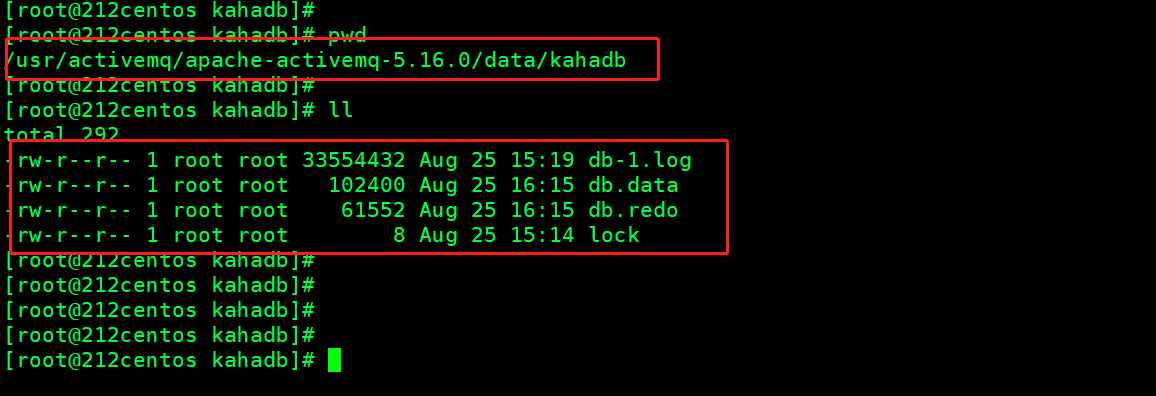 [root@212centos kahadb]#
[root@212centos kahadb]# pwd
/usr/activemq/apache-activemq-5.16.0/data/kahadb
[root@212centos kahadb]#
[root@212centos kahadb]# ll
total 292
-rw-r--r-- 1 root root 33554432 Aug 25 15:19 db-1.log
-rw-r--r-- 1 root root   102400 Aug 25 16:15 db.data
-rw-r--r-- 1 root root    61552 Aug 25 16:15 db.redo
-rw-r--r-- 1 root root        8 Aug 25 15:14 lock
[root@212centos kahadb]#
[root@212centos kahadb]#
[root@212centos kahadb]#
[root@212centos kahadb]#
[root@212centos kahadb]#